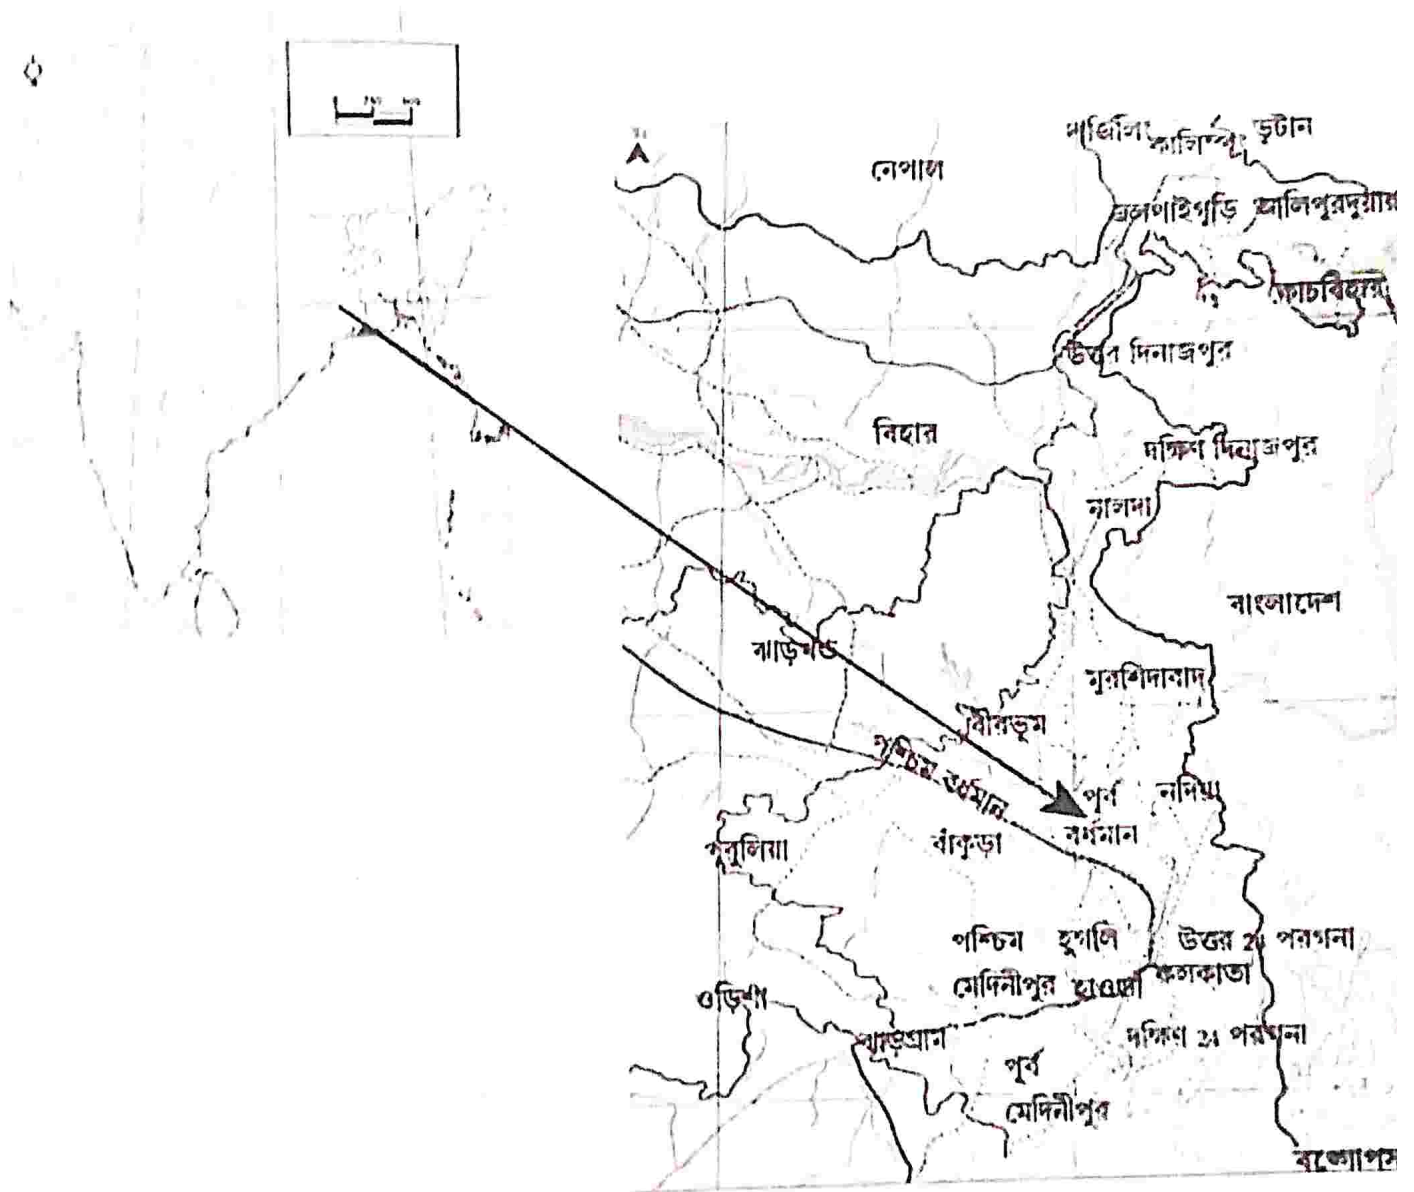 দার্জিলিং কালিম্পং ভূটান
নেপাল
জলপাইগুড়ি আলিপুরদুয়ার
কোচবিহার
উত্তর দিনাজপুর
বিহার
দক্ষিণ দিনাজপুর
মালদা
বাংলাদেশ
ঝাড়খন্ড
মুরশিদাবাদ
বীরভূম
পশ্চিম বর্ধমান
পূর্ব
বর্ধমান
নদিয়া
পুরুলিয়া
বাঁকুড়া
পশ্চিম
মেদিনীপুর
হুগলি
উত্তর 24 পরগনা
হাওড়া
কলকাতা
ওড়িশা
ঝাড়গ্রাম
দক্ষিণ 24 পরগনা
পূর্ব
মেদিনীপুর